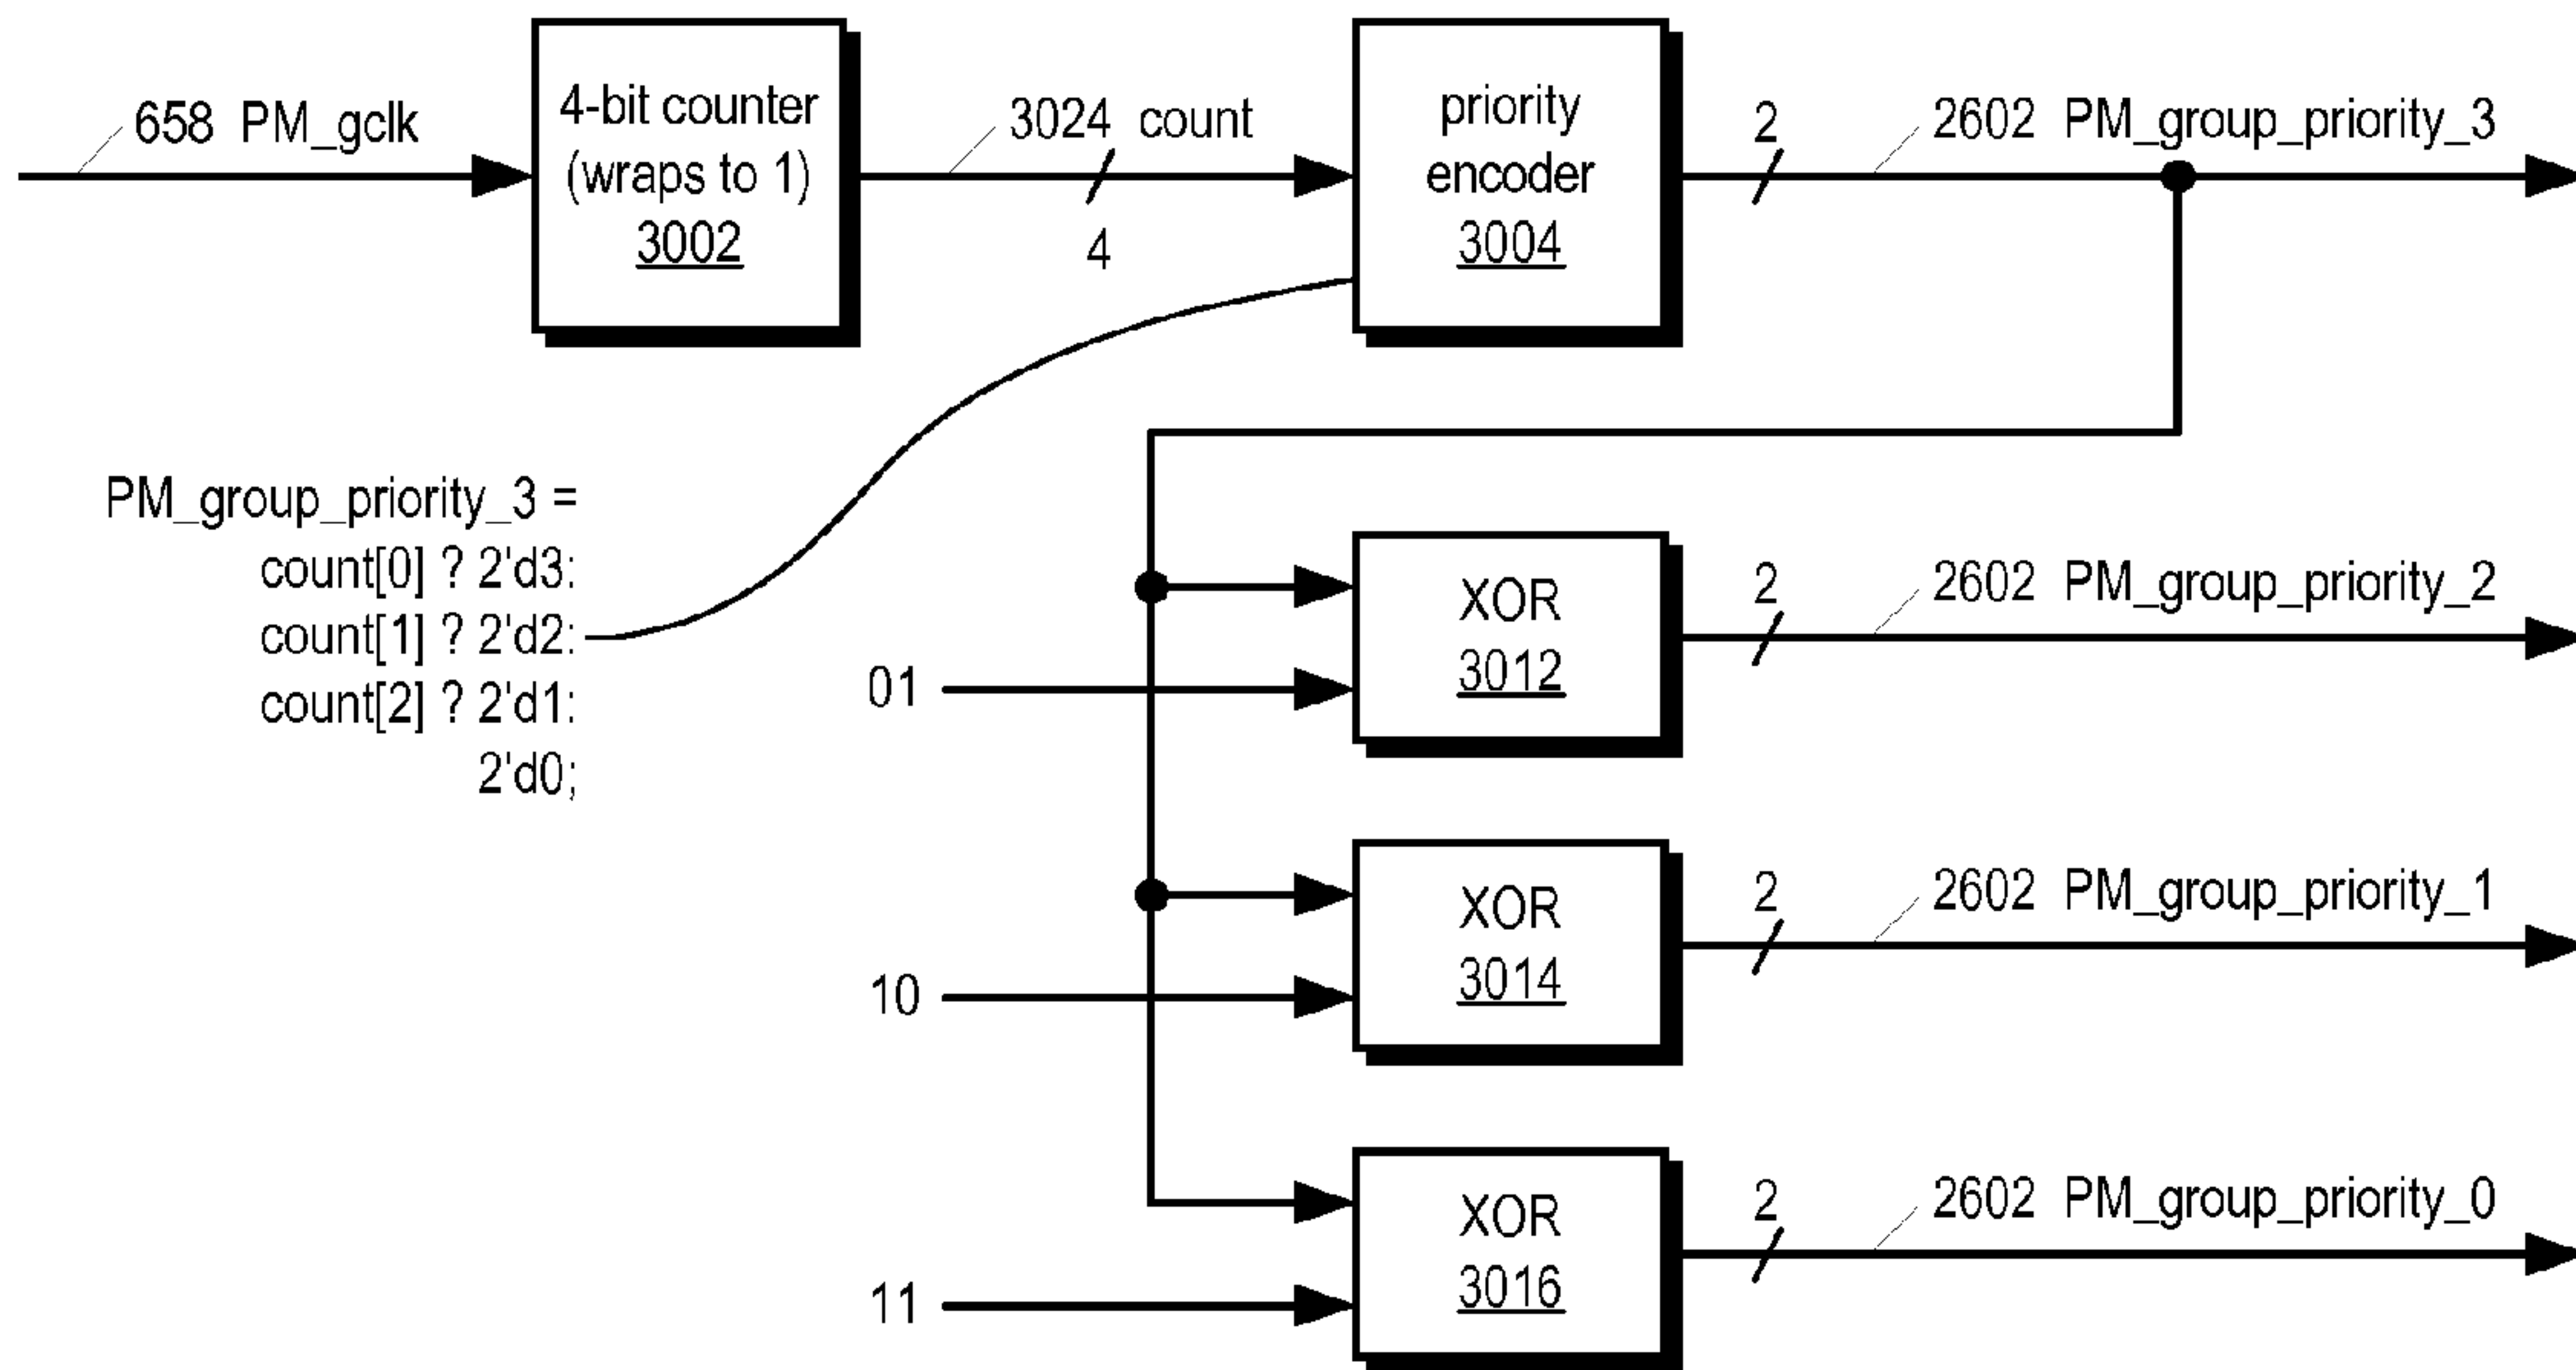 658 PM_gclk
4-bit counter
(wraps to 1)
3002
3024 count
4
priority
encoder
3004
2
2602 PM_group_priority_3
PM_group_priority_3 =
count[0] ? 2'd3:
count[1] ? 2'd2:
count[2] ? 2'd1:
2'd0;
01
XOR
3012
2
2602 PM_group_priority_2
10
XOR
3014
2
2602 PM_group_priority_1
11
XOR
3016
2
2602 PM_group_priority_0